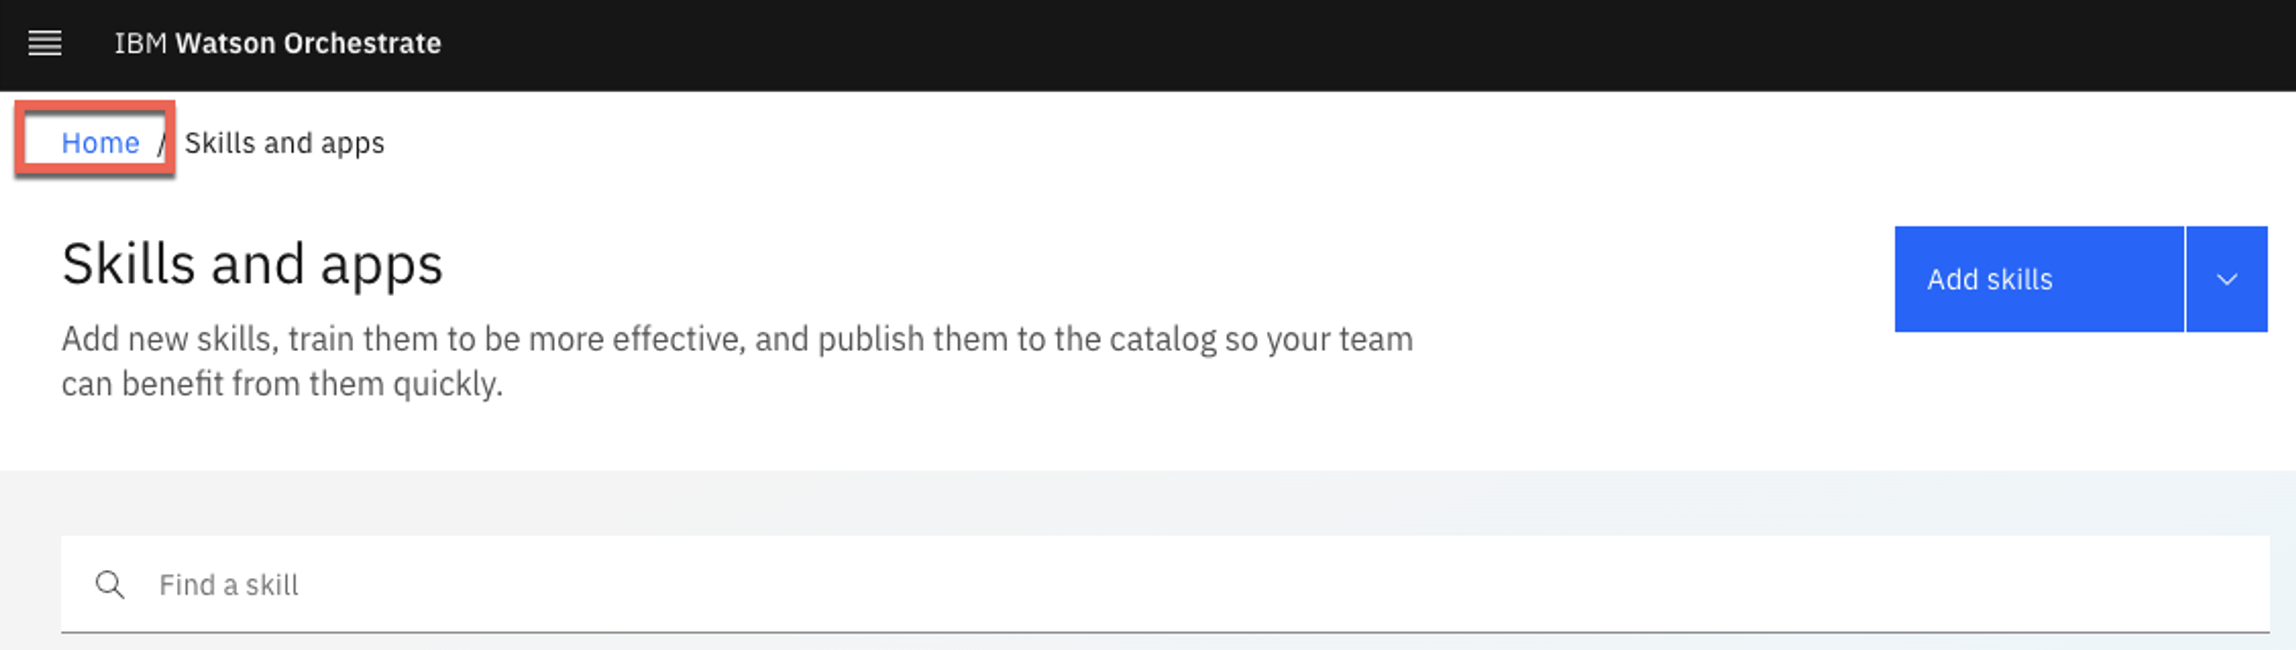 IBM Watson Orchestrate
Home / Skills and apps
Skills and apps
Add skills
Add new skills, train them to be more effective, and publish them to the catalog so your team
can benefit from them quickly.
Find a skill